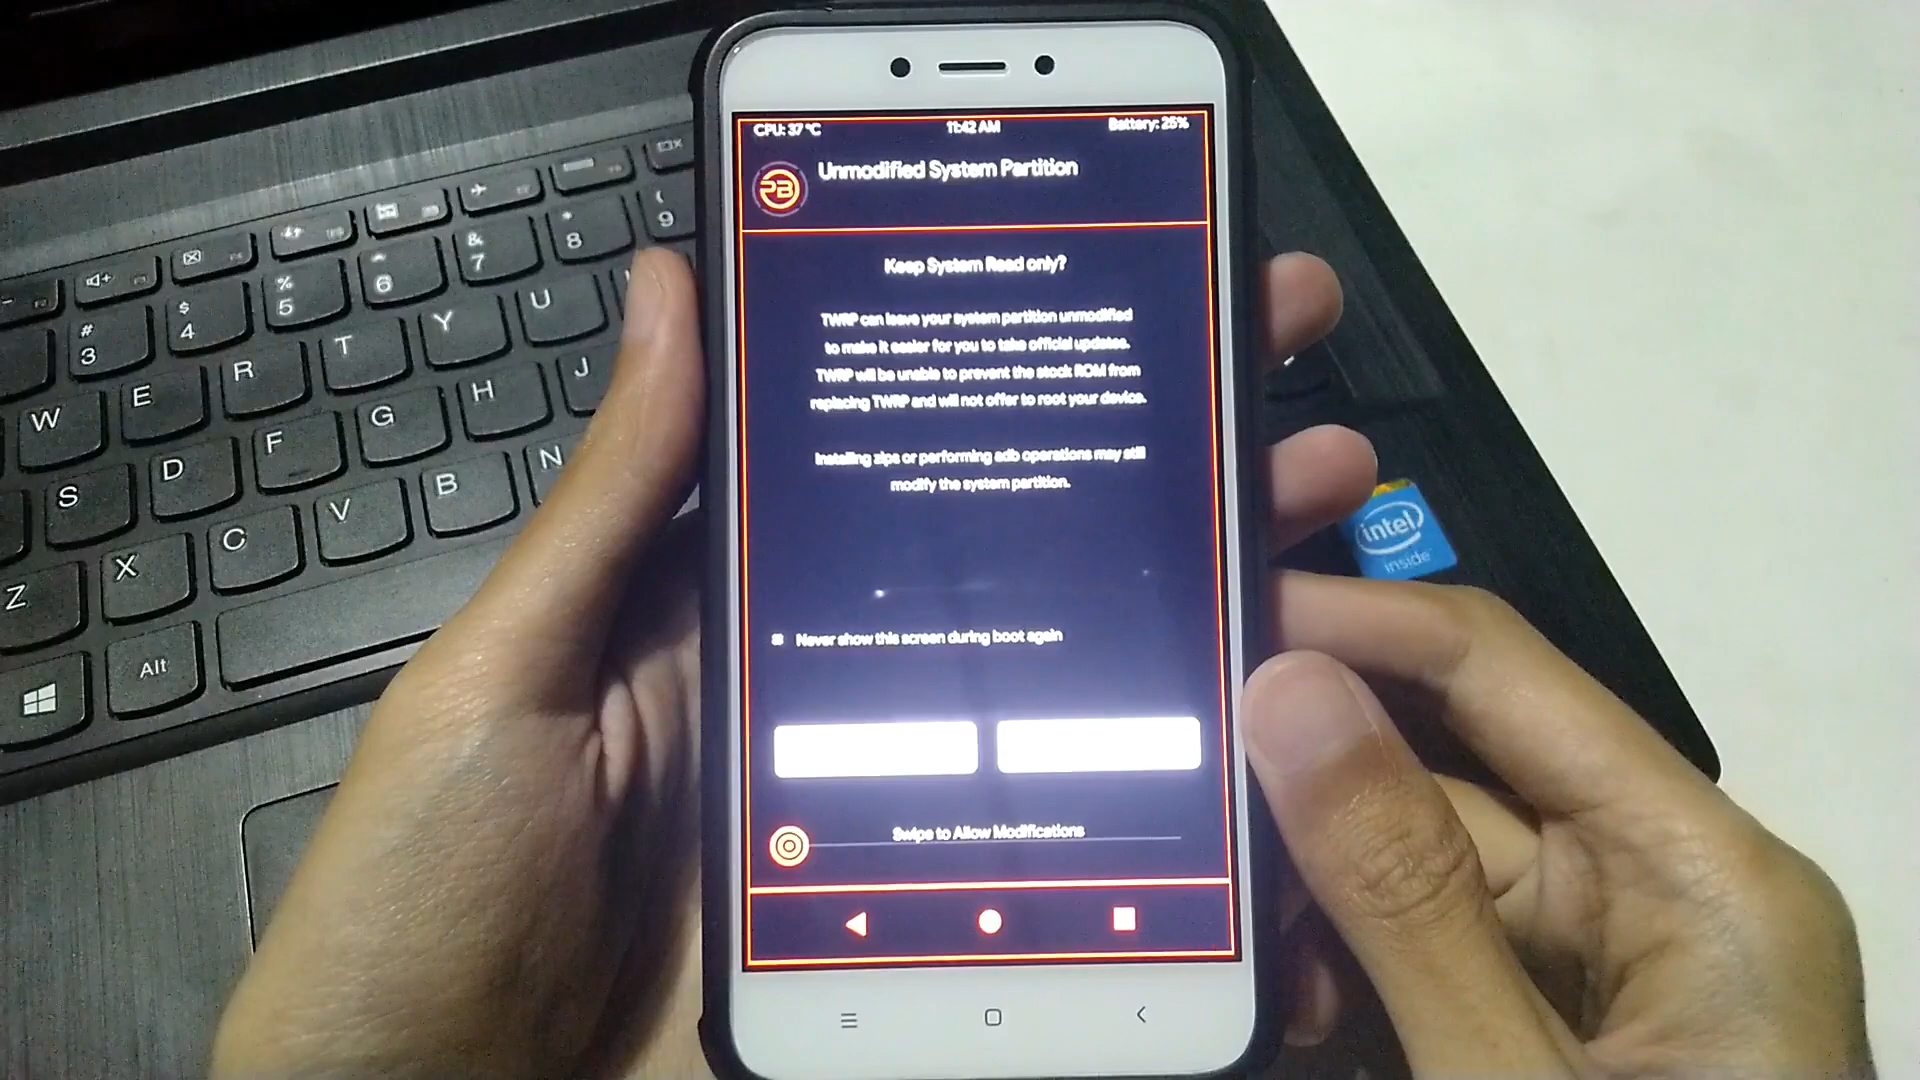 CPU: 37 °C
11:42 AM
Battery: 25%
PB
Unmodified System Partition
Keep System Read only?
TWRP can leave your system partition unmodified
to make it easier for you to take official updates.
TWRP will be unable to prevent the stock ROM from
replacing TWRP and will not offer to root your device.
Installing zips or performing adb operations may still
modify the system partition.
Never show this screen during boot again
Swipe to Allow Modifications
intel
inside
# 3
$ 4
% 5
^ 6
& 7
* 8
( 9
W
E
R
T
Y
U
S
D
F
G
H
J
Z
X
C
V
B
N
Alt